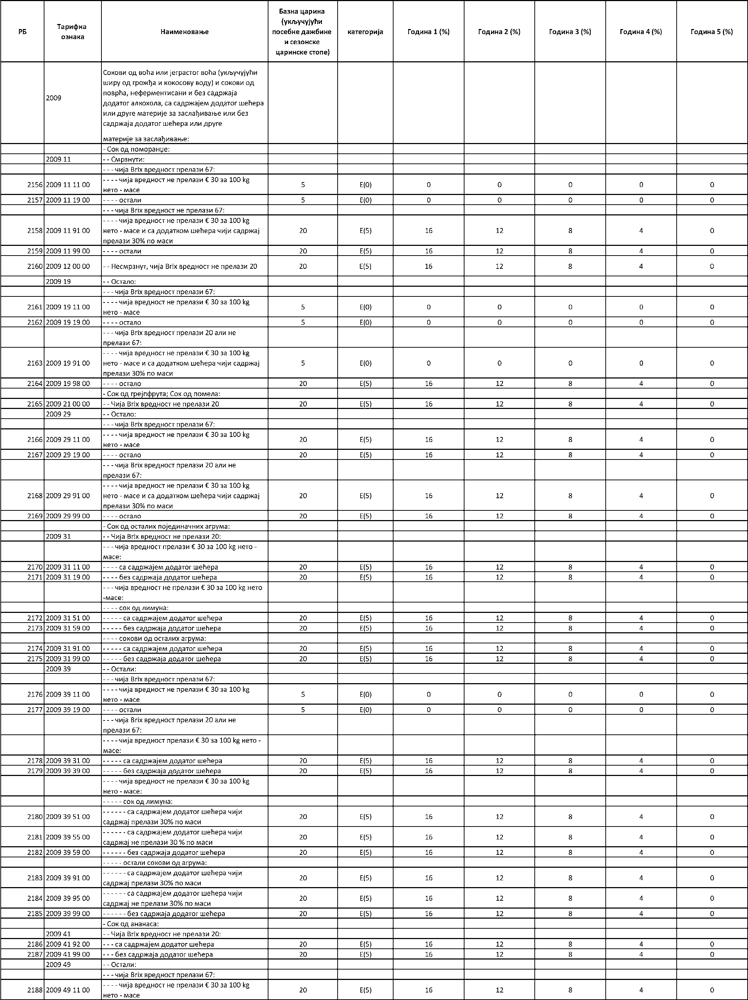 РБ
Тарифна ознака
Наименовање
Базна царина (укључујући посебне дажбине и сезонске царинске стопе)
категорија
Година 1 (%)
Година 2 (%)
Година 3 (%)
Година 4 (%)
Година 5 (%)
2009
Сокови од воћа или јеграстог воћа (укључујући
ширу од грожђа и кокосову воду) и сокови од
поврћа, неферментисани и без садржаја
додатог алкохола, са садржајем додатог шећера
или друге материје за заслађивање или без
садржаја додатог шећера или друге
материје за заслађивање:
- Сок од поморанџе:
2009 11 - - Смрзнути:
- - - чија Brix вредност прелази 67:
2156 2009 11 11 00 - - - - чија вредност не прелази € 30 за 100 kg
нето - масе 5 E(0) 0 0 0 0 0
2157 2009 11 19 00 - - - - остали 5 E(0) 0 0 0 0 0
- - - чија Brix вредност не прелази 67:
2158 2009 11 91 00 - - - - чија вредност не прелази € 30 за 100 kg
нето - масе и са додатком шећера чији садржај
прелази 30% по маси 20 E(5) 16 12 8 4 0
2159 2009 11 99 00 - - - - остали 20 E(5) 16 12 8 4 0
2160 2009 12 00 00 - - Несмрзнут, чија Brix вредност не прелази 20 20 E(5) 16 12 8 4 0
2009 19 - - Остало:
- - - чија Brix вредност прелази 67:
2161 2009 19 11 00 - - - - чија вредност не прелази € 30 за 100 kg
нето - масе 5 E(0) 0 0 0 0 0
2162 2009 19 19 00 - - - - остало 5 E(0) 0 0 0 0 0
- - - чија Brix вредност прелази 20 али не
прелази 67:
2163 2009 19 91 00 - - - - чија вредност не прелази € 30 за 100 kg
нето - масе и са додатком шећера чији садржај
прелази 30% по маси 5 E(0) 0 0 0 0 0
2164 2009 19 98 00 - - - - остало 20 E(5) 16 12 8 4 0
- Сок од грејпфрута; Сок од помела:
2165 2009 21 00 00 - - Чија Brix вредност не прелази 20 20 E(5) 16 12 8 4 0
2009 29 - - Остало:
- - - чија Brix вредност прелази 67:
2166 2009 29 11 00 - - - - чија вредност не прелази € 30 за 100 kg
нето - масе 20 E(5) 16 12 8 4 0
2167 2009 29 19 00 - - - - остало 20 E(5) 16 12 8 4 0
- - - чија Brix вредност прелази 20 али не
прелази 67:
2168 2009 29 91 00 - - - - чија вредност не прелази € 30 за 100 kg
нето - масе и са додатком шећера чији садржај
прелази 30% по маси 20 E(5) 16 12 8 4 0
2169 2009 29 99 00 - - - - остало 20 E(5) 16 12 8 4 0
- Сок од осталих појединачних агрума:
2009 31 - - Чија Brix вредност не прелази 20:
- - - чија вредност прелази € 30 за 100 kg нето -
масе:
2170 2009 31 11 00 - - - - са садржајем додатог шећера 20 E(5) 16 12 8 4 0
2171 2009 31 19 00 - - - - без садржаја додатог шећера 20 E(5) 16 12 8 4 0
- - - чија вредност не прелази € 30 за 100 kg нето
-масе:
- - - - сок од лимуна:
2172 2009 31 51 00 - - - - - са садржајем додатог шећера 20 E(5) 16 12 8 4 0
2173 2009 31 59 00 - - - - - без садржаја додатог шећера 20 E(5) 16 12 8 4 0
- - - - сокови од осталих агрума:
2174 2009 31 91 00 - - - - - са садржајем додатог шећера 20 E(5) 16 12 8 4 0
2175 2009 31 99 00 - - - - - без садржаја додатог шећера 20 E(5) 16 12 8 4 0
2009 39 - - Остали:
- - - чија Brix вредност прелази 67:
2176 2009 39 11 00 - - - - чија вредност не прелази € 30 за 100 kg
нето - масе 5 E(0) 0 0 0 0 0
2177 2009 39 19 00 - - - - остали 5 E(0) 0 0 0 0 0
- - - чија Brix вредност прелази 20 али не
прелази 67:
- - - - чија вредност прелази € 30 за 100 kg нето -
масе:
2178 2009 39 31 00 - - - - - са садржајем додатог шећера 20 E(5) 16 12 8 4 0
2179 2009 39 39 00 - - - - - без садржаја додатог шећера 20 E(5) 16 12 8 4 0
- - - - чија вредност не прелази € 30 за 100 kg
нето - масе:
- - - - - сок од лимуна:
2180 2009 39 51 00 - - - - - - са садржајем додатог шећера чији
садржај прелази 30% по маси 20 E(5) 16 12 8 4 0
2181 2009 39 55 00 - - - - - - са садржајем додатог шећера чији
садржај не прелази 30 % по маси 20 E(5) 16 12 8 4 0
2182 2009 39 59 00 - - - - - - без садржаја додатог шећера 20 E(5) 16 12 8 4 0
- - - - - остали сокови од агрума:
2183 2009 39 91 00 - - - - - - са садржајем додатог шећера чији
садржај прелази 30% по маси 20 E(5) 16 12 8 4 0
2184 2009 39 95 00 - - - - - - са садржајем додатог шећера чији
садржај не прелази 30% по маси 20 E(5) 16 12 8 4 0
2185 2009 39 99 00 - - - - - - без садржаја додатог шећера 20 E(5) 16 12 8 4 0
- Сок од ананаса:
2009 41 - - Чија Brix вредност не прелази 20:
2186 2009 41 92 00 - - - са садржајем додатог шећера 20 E(5) 16 12 8 4 0
2187 2009 41 99 00 - - - без садржаја додатог шећера 20 E(5) 16 12 8 4 0
2009 49 - - Остали:
- - - чија Brix вредност прелази 67:
2188 2009 49 11 00 - - - - чија вредност не прелази € 30 за 100 kg
нето - масе 20 E(5) 16 12 8 4 0